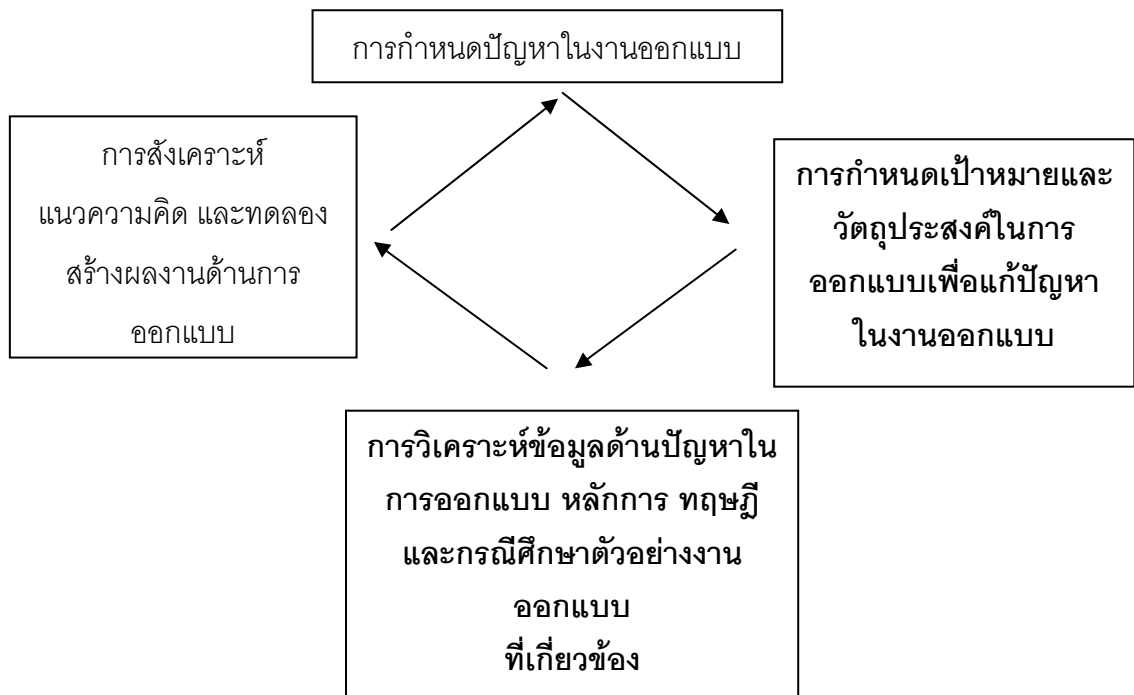 การกำหนดปัญหาในงานออกแบบ
การสังเคราะห์
แนวความคิด และทดลอง
สร้างผลงานด้านการ
ออกแบบ
การกำหนดเป้าหมายและ
วัตถุประสงค์ในการ
ออกแบบเพื่อแก้ปัญหา
ในงานออกแบบ
การวิเคราะห์ข้อมูลด้านปัญหาใน
การออกแบบ หลักการ ทฤษฎี
และกรณีศึกษาตัวอย่างงาน
ออกแบบ
ที่เกี่ยวข้อง